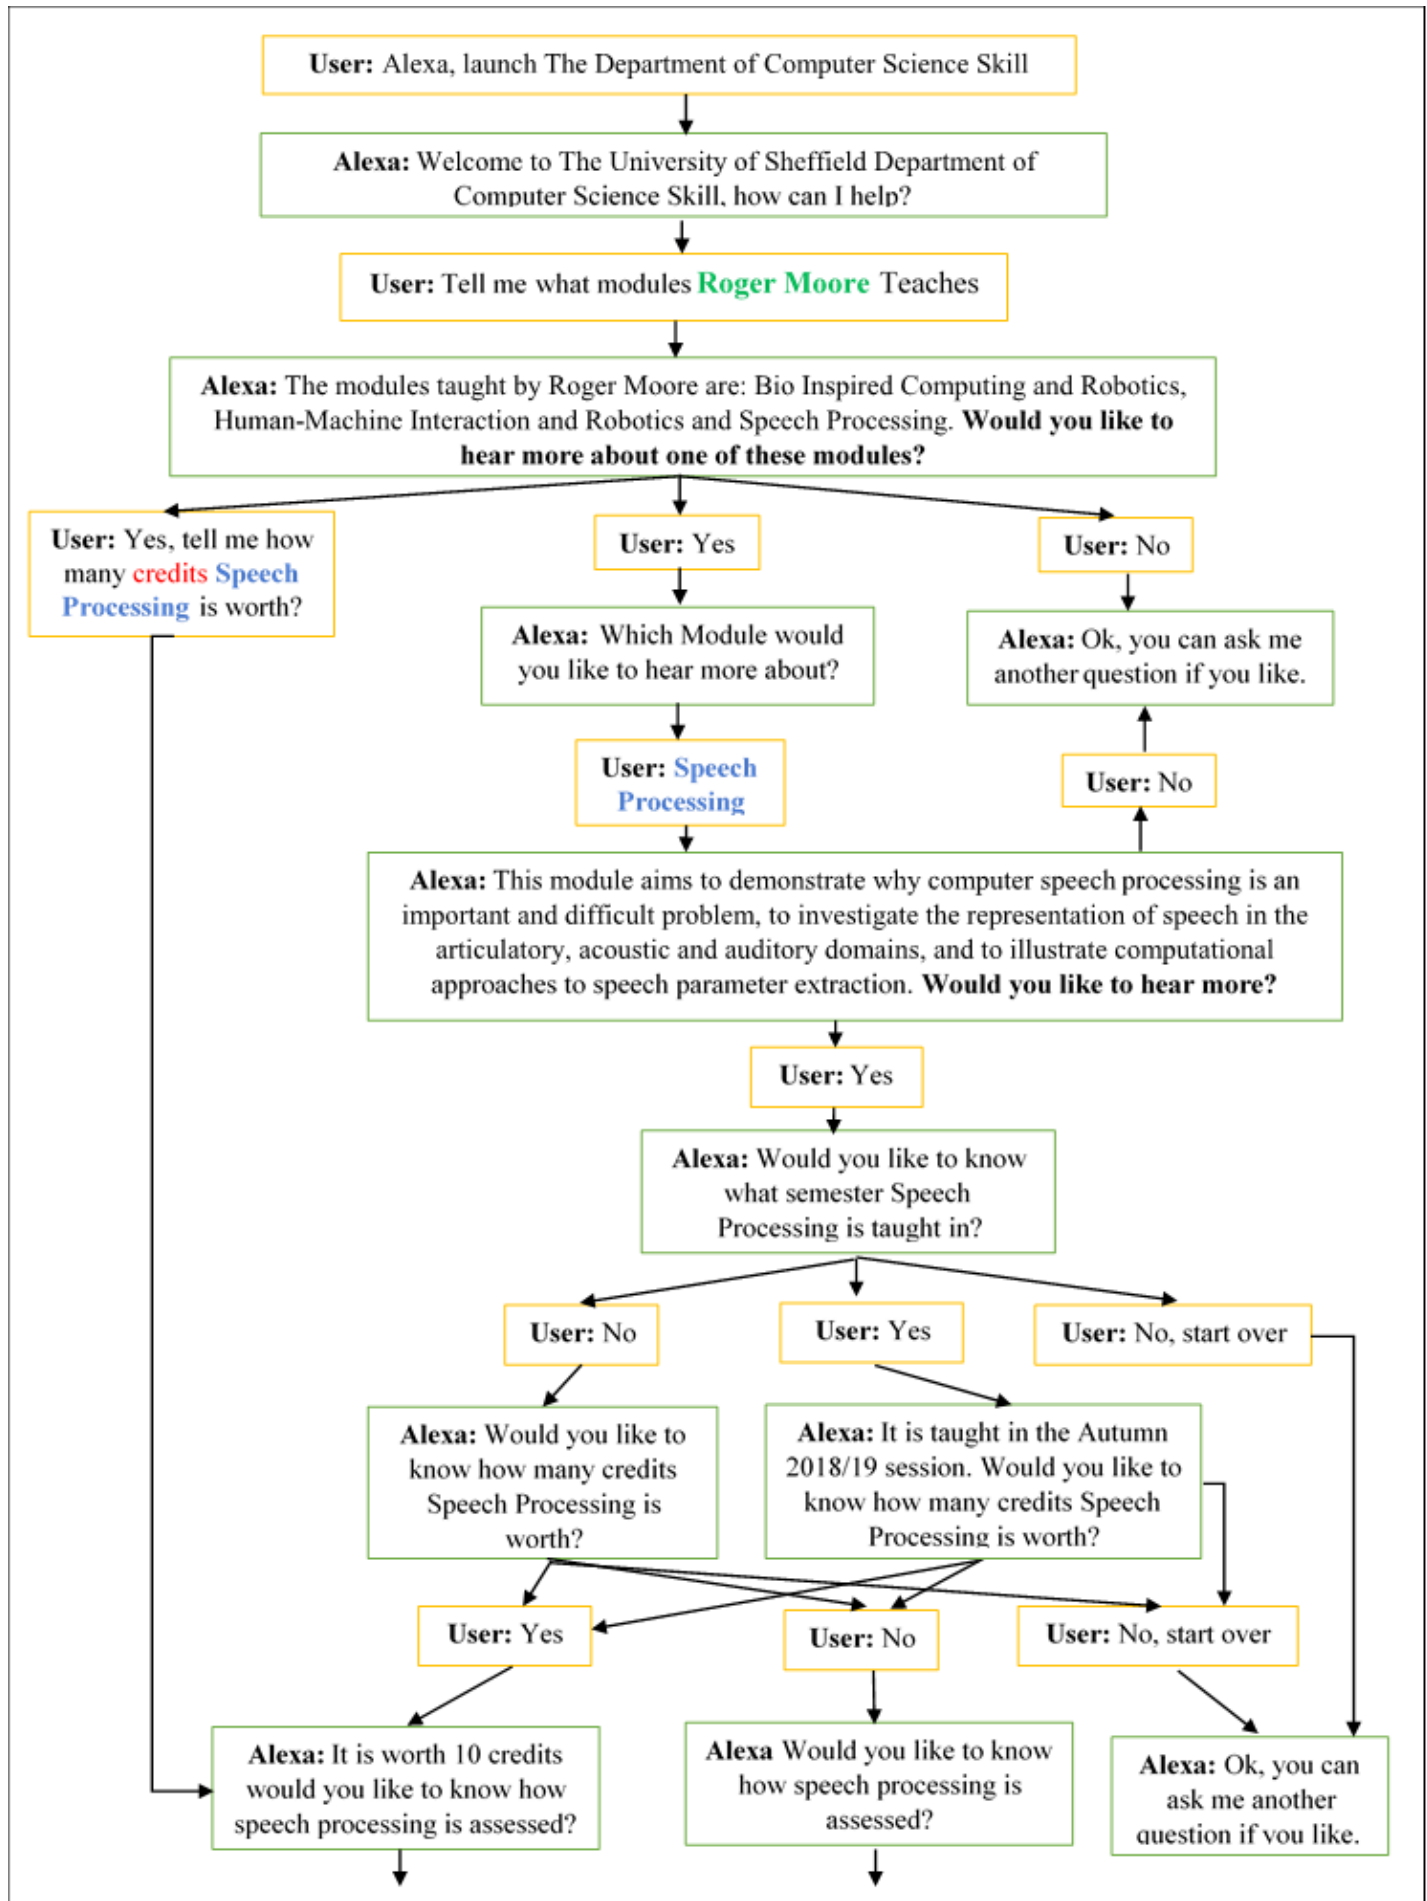 User: Alexa, launch The Department of Computer Science Skill
Alexa: Welcome to The University of Sheffield Department of
Computer Science Skill, how can I help?
User: Tell me what modules Roger Moore Teaches
Alexa: The modules taught by Roger Moore are: Bio Inspired Computing and Robotics,
Human-Machine Interaction and Robotics and Speech Processing. Would you like to
hear more about one of these modules?
User: Yes, tell me how
many credits Speech
Processing is worth?
User: Yes
User: No
Alexa: Which Module would
you like to hear more about?
Alexa: Ok, you can ask me
another question if you like.
User: Speech
Processing
User: No
Alexa: This module aims to demonstrate why computer speech processing is an
important and difficult problem, to investigate the representation of speech in the
articulatory, acoustic and auditory domains, and to illustrate computational
approaches to speech parameter extraction. Would you like to hear more?
User: Yes
Alexa: Would you like to know
what semester Speech
Processing is taught in?
User: No
User: Yes
User: No, start over
Alexa: Would you like to
know how many credits
Speech Processing is
worth?
Alexa: It is taught in the Autumn
2018/19 session. Would you like to
know how many credits Speech
Processing is worth?
User: Yes
User: No
User: No, start over
Alexa: It is worth 10 credits
would you like to know how
speech processing is assessed?
Alexa Would you like to know
how speech processing is
assessed?
Alexa: Ok, you can
ask me another
question if you like.